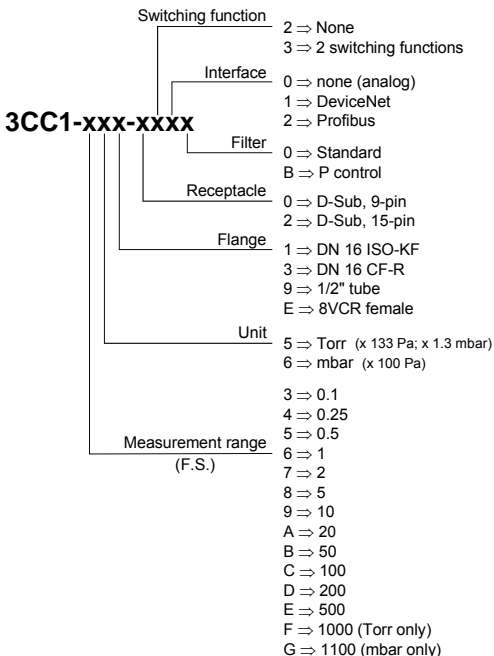 Switching function
2 ⇒ None
3 ⇒ 2 switching functions
Interface
0 ⇒ none (analog)
1 ⇒ DeviceNet
2 ⇒ Profibus
3CC1-xxx-xxxx
Filter
0 ⇒ Standard
B ⇒ P control
Receptacle
0 ⇒ D-Sub, 9-pin
2 ⇒ D-Sub, 15-pin
Flange
1 ⇒ DN 16 ISO-KF
3 ⇒ DN 16 CF-R
9 ⇒ 1/2" tube
E ⇒ 8VCR female
Unit
5 ⇒ Torr (x 133 Pa; x 1.3 mbar)
6 ⇒ mbar (x 100 Pa)
Measurement range
(F.S.)
3 ⇒ 0.1
4 ⇒ 0.25
5 ⇒ 0.5
6 ⇒ 1
7 ⇒ 2
8 ⇒ 5
9 ⇒ 10
A ⇒ 20
B ⇒ 50
C ⇒ 100
D ⇒ 200
E ⇒ 500
F ⇒ 1000 (Torr only)
G ⇒ 1100 (mbar only)